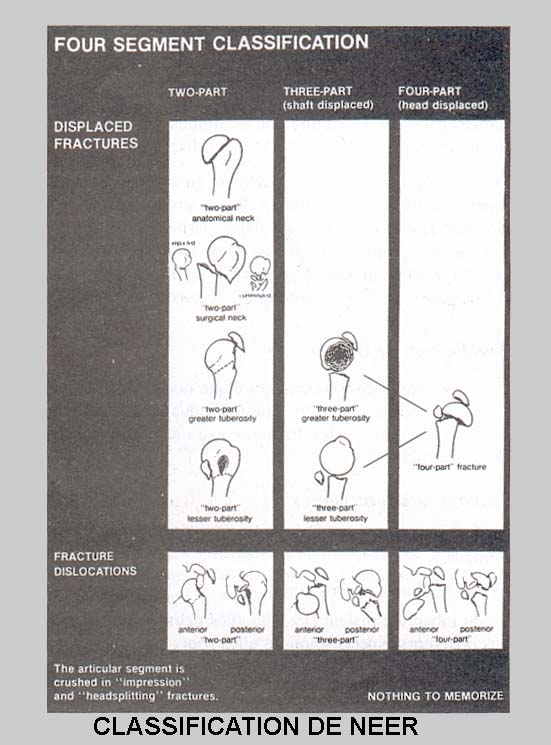 FOUR SEGMENT CLASSIFICATION
TWO-PART
THREE-PART
(shaft displaced)
FOUR-PART
(head displaced)
DISPLACED
FRACTURES
"two-part"
anatomical neck
"two-part"
surgical neck
"two-part"
greater tuberosity
"three-part"
greater tuberosity
"four-part" fracture
"two-part"
lesser tuberosity
"three-part"
lesser tuberosity
FRACTURE
DISLOCATIONS
anterior posterior
"two-part"
anterior posterior
"three-part"
anterior posterior
"four-part"
The articular segment is
crushed in "impression"
and "headsplitting" fractures.
NOTHING TO MEMORIZE
CLASSIFICATION DE NEER